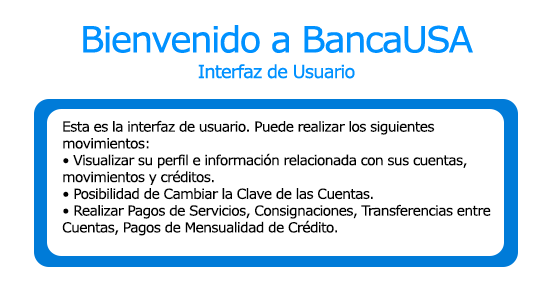 Bienvenido a BancaUSA
Interfaz de Usuario
Esta es la interfaz de usuario. Puede realizar los siguientes
movimientos:
• Visualizar su perfil e información relacionada con sus cuentas,
movimientos y créditos.
• Posibilidad de Cambiar la Clave de las Cuentas.
• Realizar Pagos de Servicios, Consignaciones, Transferencias entre
Cuentas, Pagos de Mensualidad de Crédito.